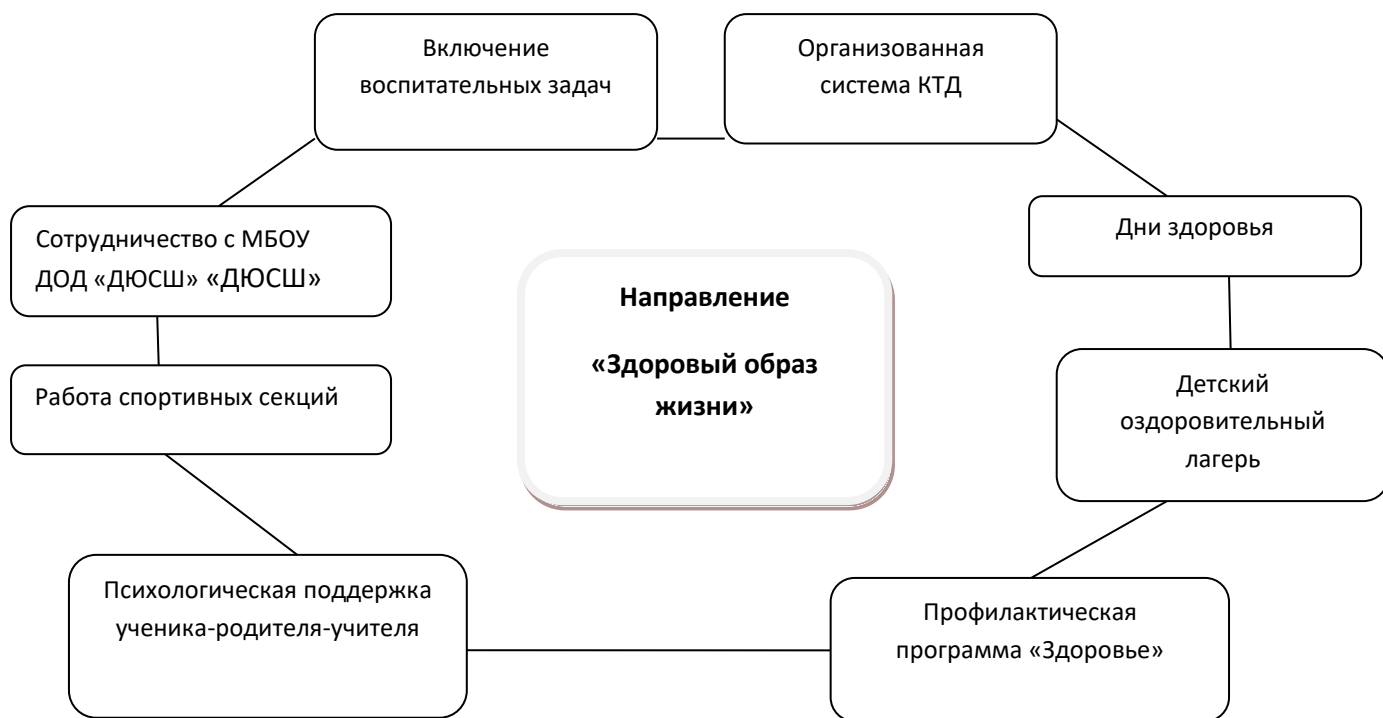 Включение
воспитательных задач
Организованная
система КТД
Сотрудничество с МБОУ
ДОД «ДЮСШ» «ДЮСШ»
Дни здоровья
Направление
«Здоровый образ
жизни»
Работа спортивных секций
Детский
оздоровительный
лагерь
Психологическая поддержка
ученика-родителя-учителя
Профилактическая
программа «Здоровье»